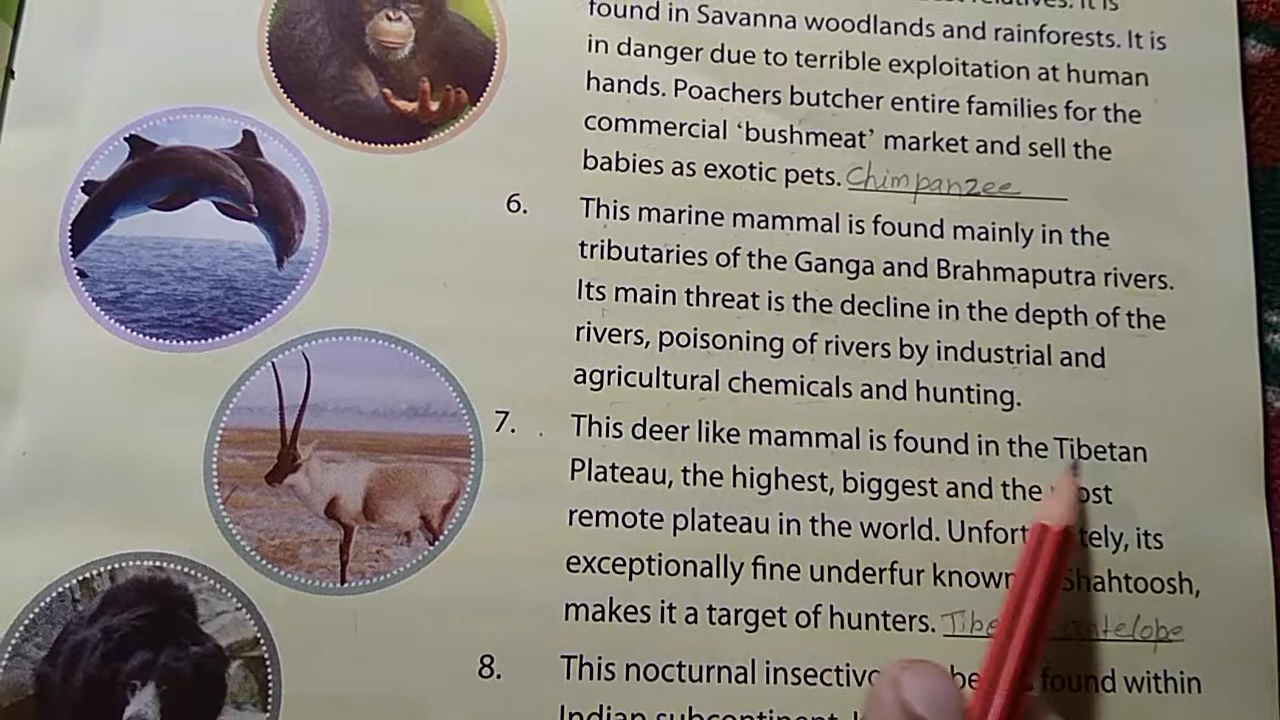 relatives. It is
found in Savanna woodlands and rainforests. It is
in danger due to terrible exploitation at human
hands. Poachers butcher entire families for the
commercial ‘bushmeat’ market and sell the
babies as exotic pets. Chimpanzee
6. This marine mammal is found mainly in the
tributaries of the Ganga and Brahmaputra rivers.
Its main threat is the decline in the depth of the
rivers, poisoning of rivers by industrial and
agricultural chemicals and hunting.
7. This deer like mammal is found in the Tibetan
Plateau, the highest, biggest and the most
remote plateau in the world. Unfortunately, its
exceptionally fine underfur known Shahtoosh,
makes it a target of hunters. Tibetan antelope
8. This nocturnal found within
Indian subcontinent.